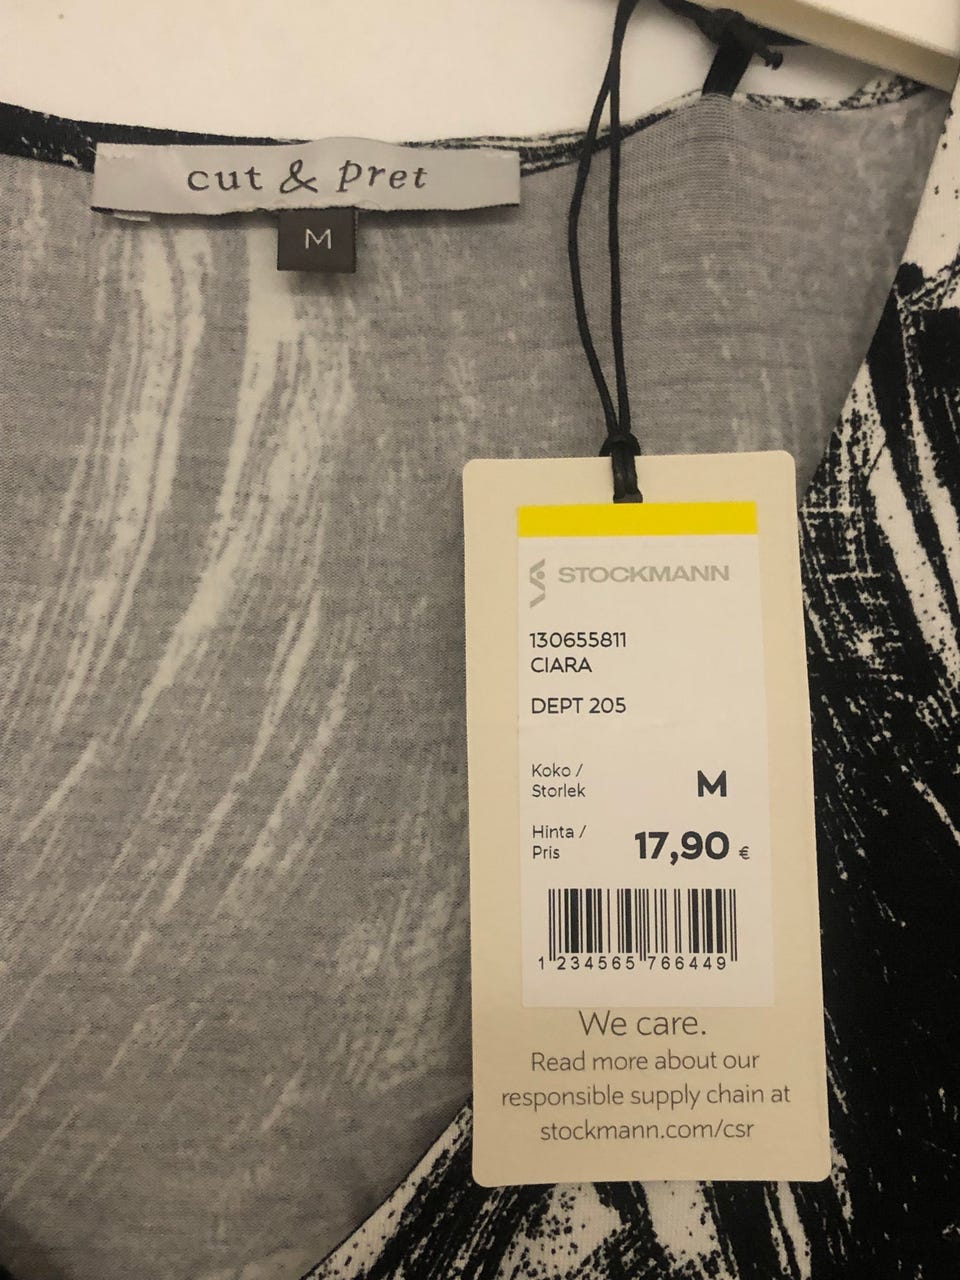 cut & pret
M
STOCKMANN
130655811
CIARA
DEPT 205
Koko /
Storlek
M
Hinta /
Pris
17,90 €
1 234565 766449
We care.
Read more about our
responsible supply chain at
stockmann.com/csr